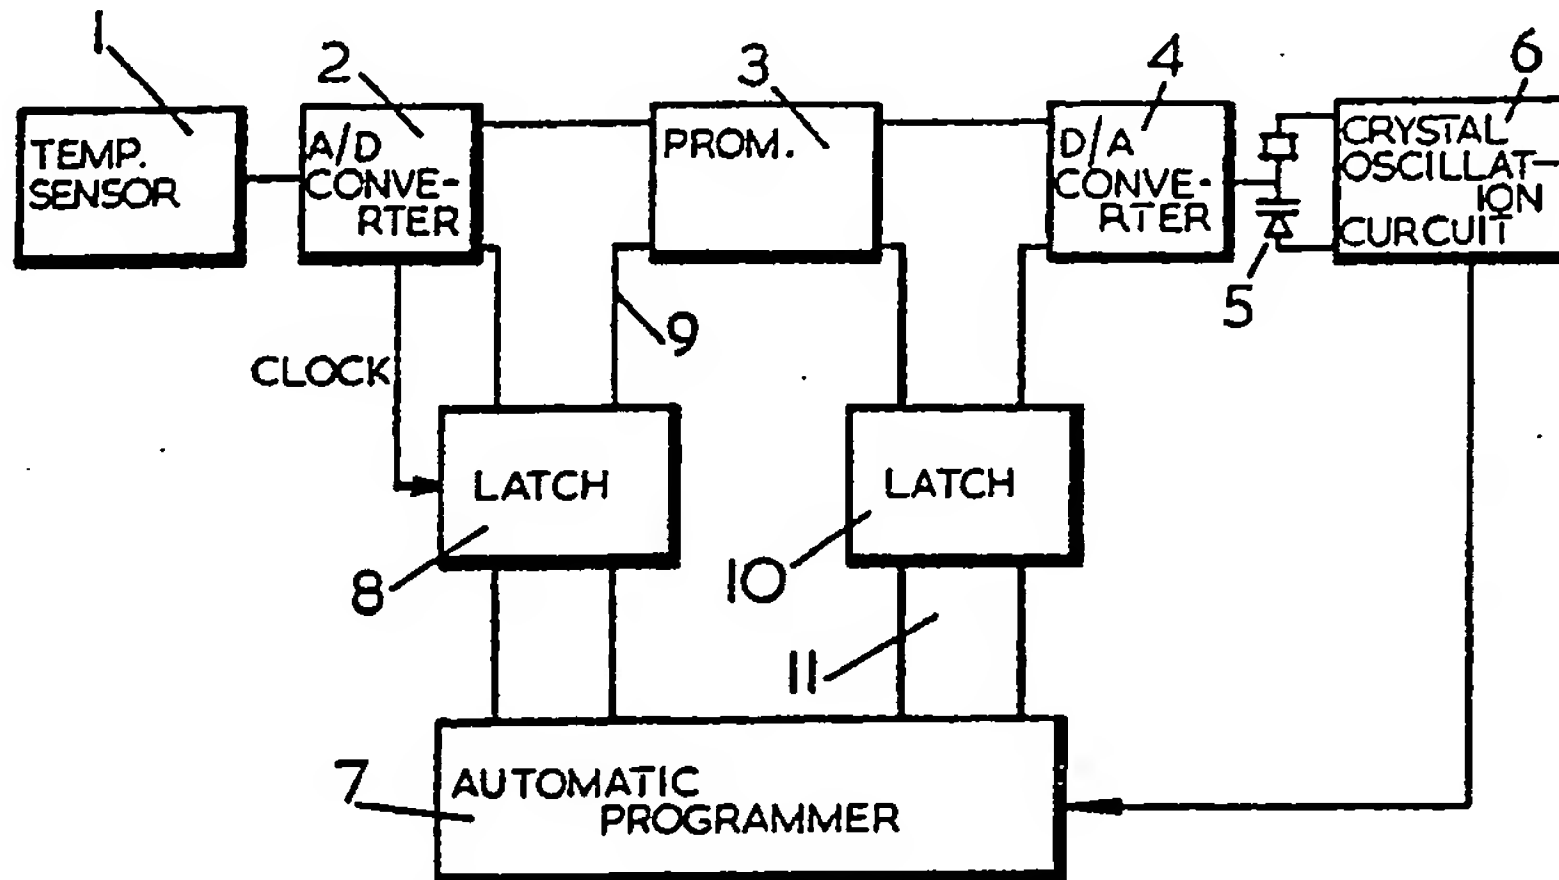 1
2
3
4
6
TEMP.
SENSOR
A/D
CONVE-
RTER
PROM.
D/A
CONVE-
RTER
CRYSTAL
OSCILLAT-
ION
CURCUIT
5
9
CLOCK
LATCH
LATCH
8
10
11
7
AUTOMATIC
PROGRAMMER